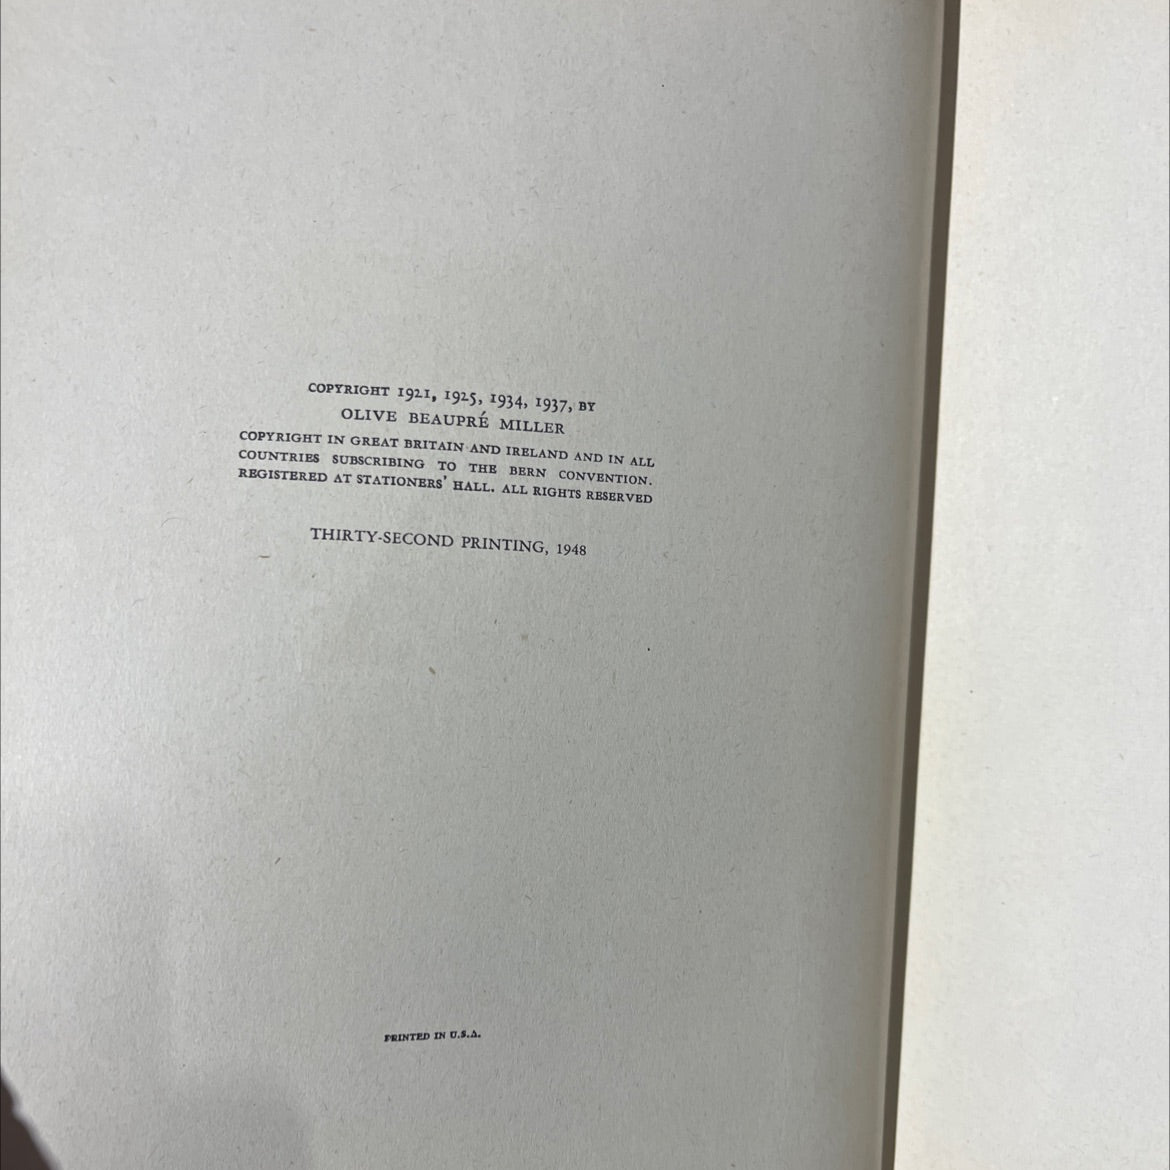 COPYRIGHT 1921, 1925, 1934, 1937, BY
OLIVE BEAUPRÉ MILLER
COPYRIGHT IN GREAT BRITAIN AND IRELAND AND IN ALL
COUNTRIES SUBSCRIBING TO THE BERN CONVENTION.
REGISTERED AT STATIONERS' HALL. ALL RIGHTS RESERVED
THIRTY-SECOND PRINTING, 1948
PRINTED IN U.S.A.